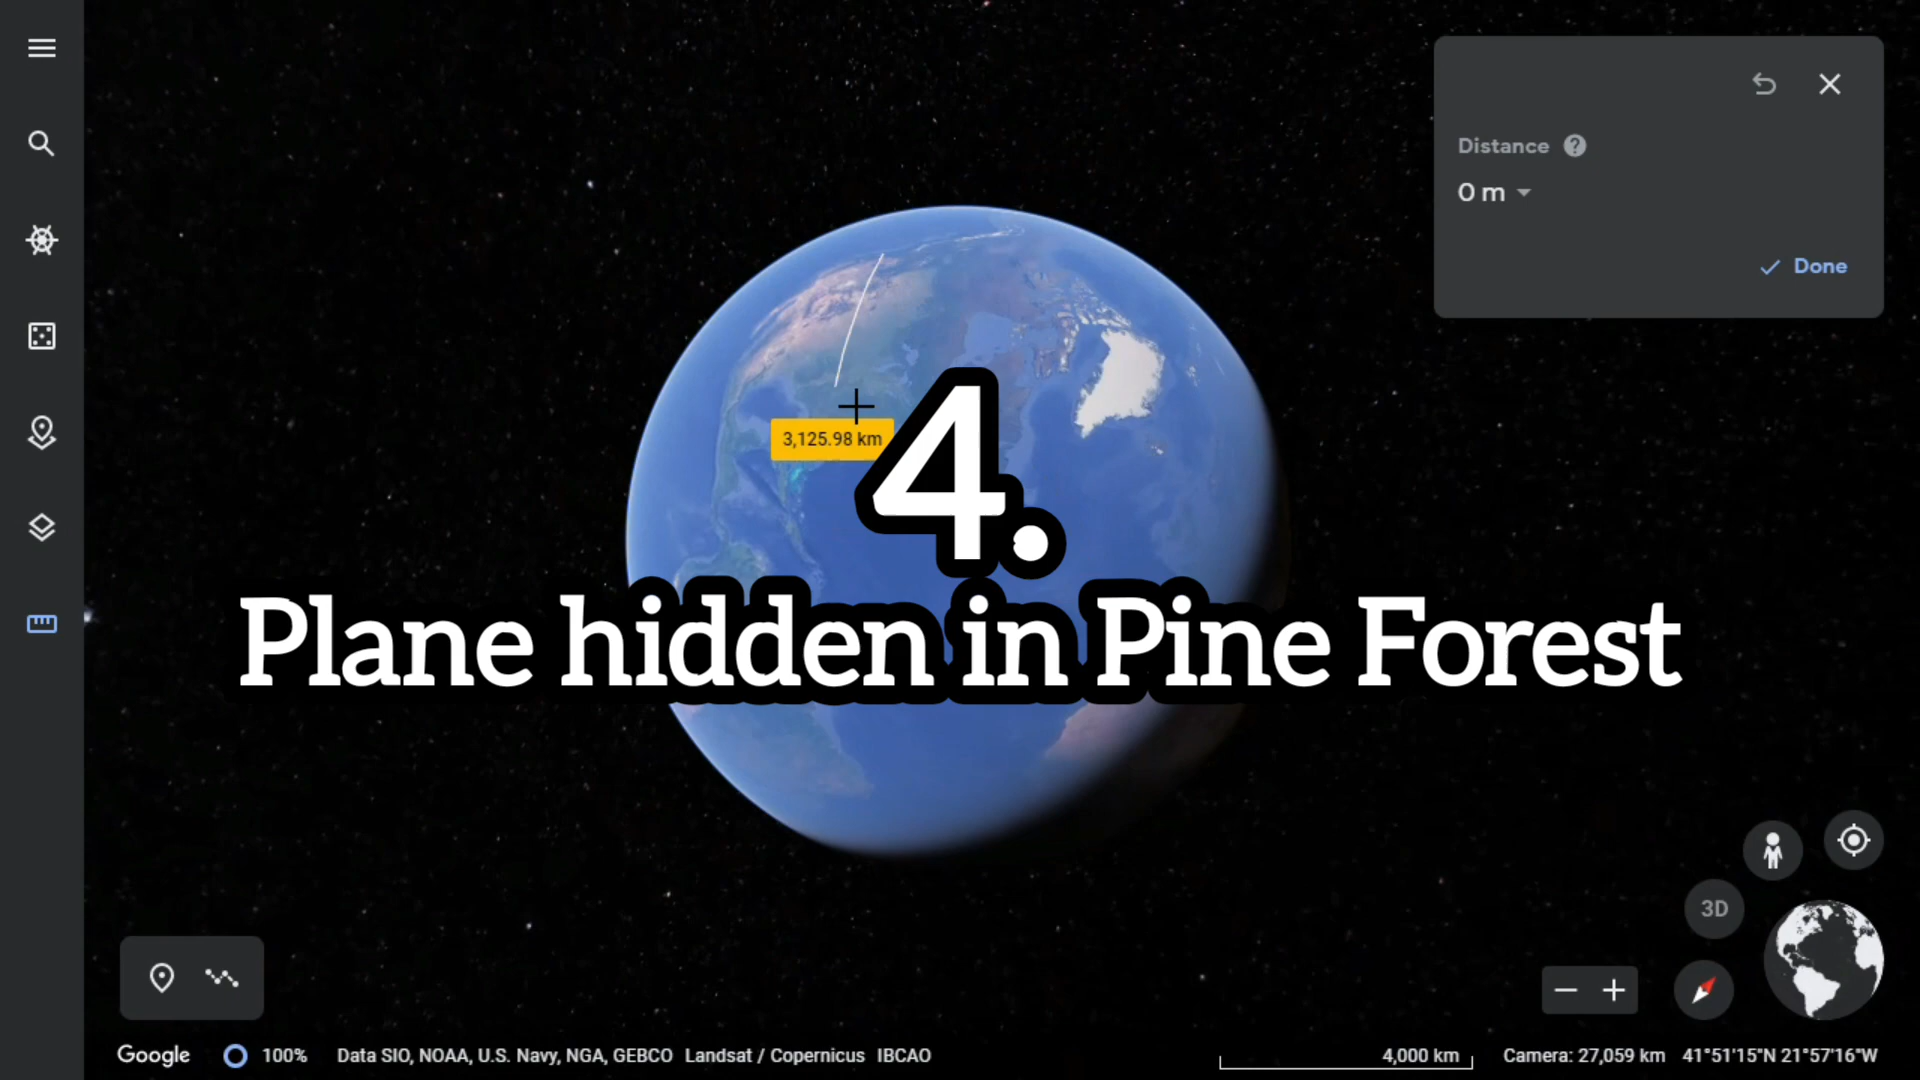 Distance
0 m
Done
3,125.98 km
4.
Plane hidden in Pine Forest
3D
Google 100% Data SIO, NOAA, U.S. Navy, NGA, GEBCO Landsat / Copernicus IBCAO 4,000 km Camera: 27,059 km 41°51'15"N 21°57'16"W